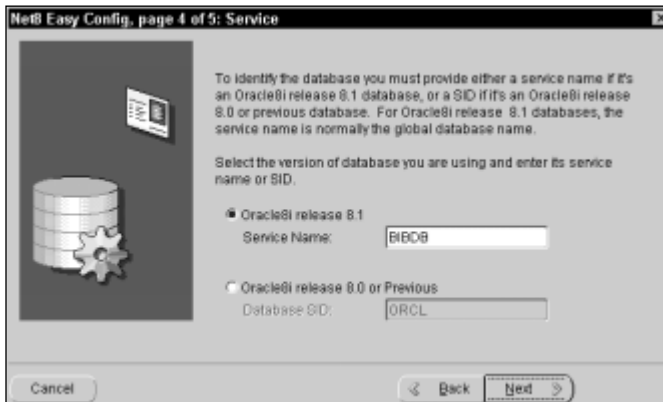 Net8 Easy Config, page 4 of 5: Service
To identify the database you must provide either a service name if it's
an Oracle8i release 8.1 database, or a SID if it's an Oracle8i release
8.0 or previous database. For Oracle8i release 8.1 databases, the
service name is normally the global database name.
Select the version of database you are using and enter its service
name or SID.
Oracle8i release 8.1
Service Name: BIBDB
Oracle8i release 8.0 or Previous
Database SID: ORCL
Cancel Back Next